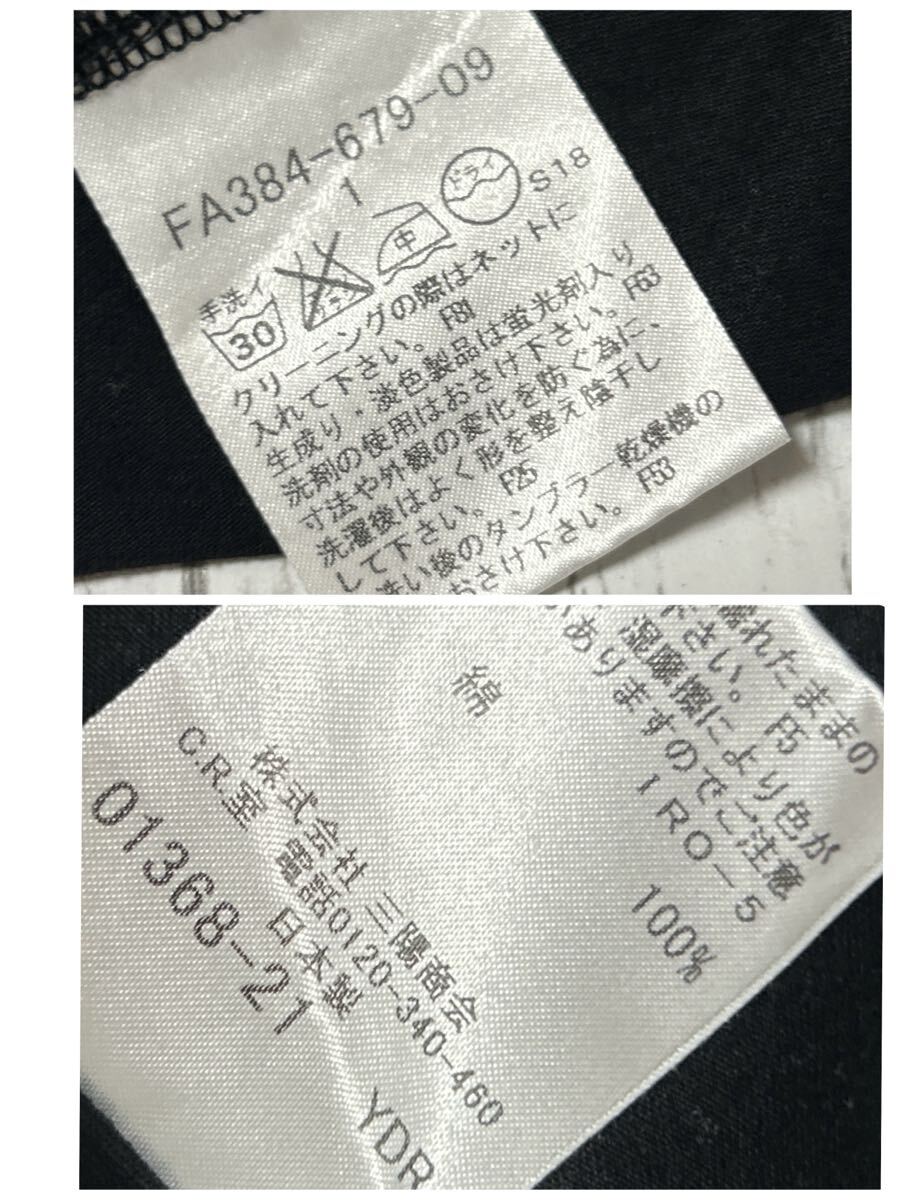 FA384-679-09
1
手洗イ
30
中
ドライ
S18
クリーニングの際はネットに
入れて下さい。F81
生成り・淡色製品は蛍光剤入り
洗剤の使用はおさけ下さい。F63
寸法や外観の変化を防ぐ為に、
洗濯後はよく形を整え陰干し
して下さい。F25
洗い後のタンブラー乾燥機の
おさけ下さい。F53
濡れたままの
下さい。F5
により色が
がありますのでご注意
IRO-5
綿
100%
株式会社 三陽商会
C.R.室 電話0120-340-460
日本製
01368-21
YDR